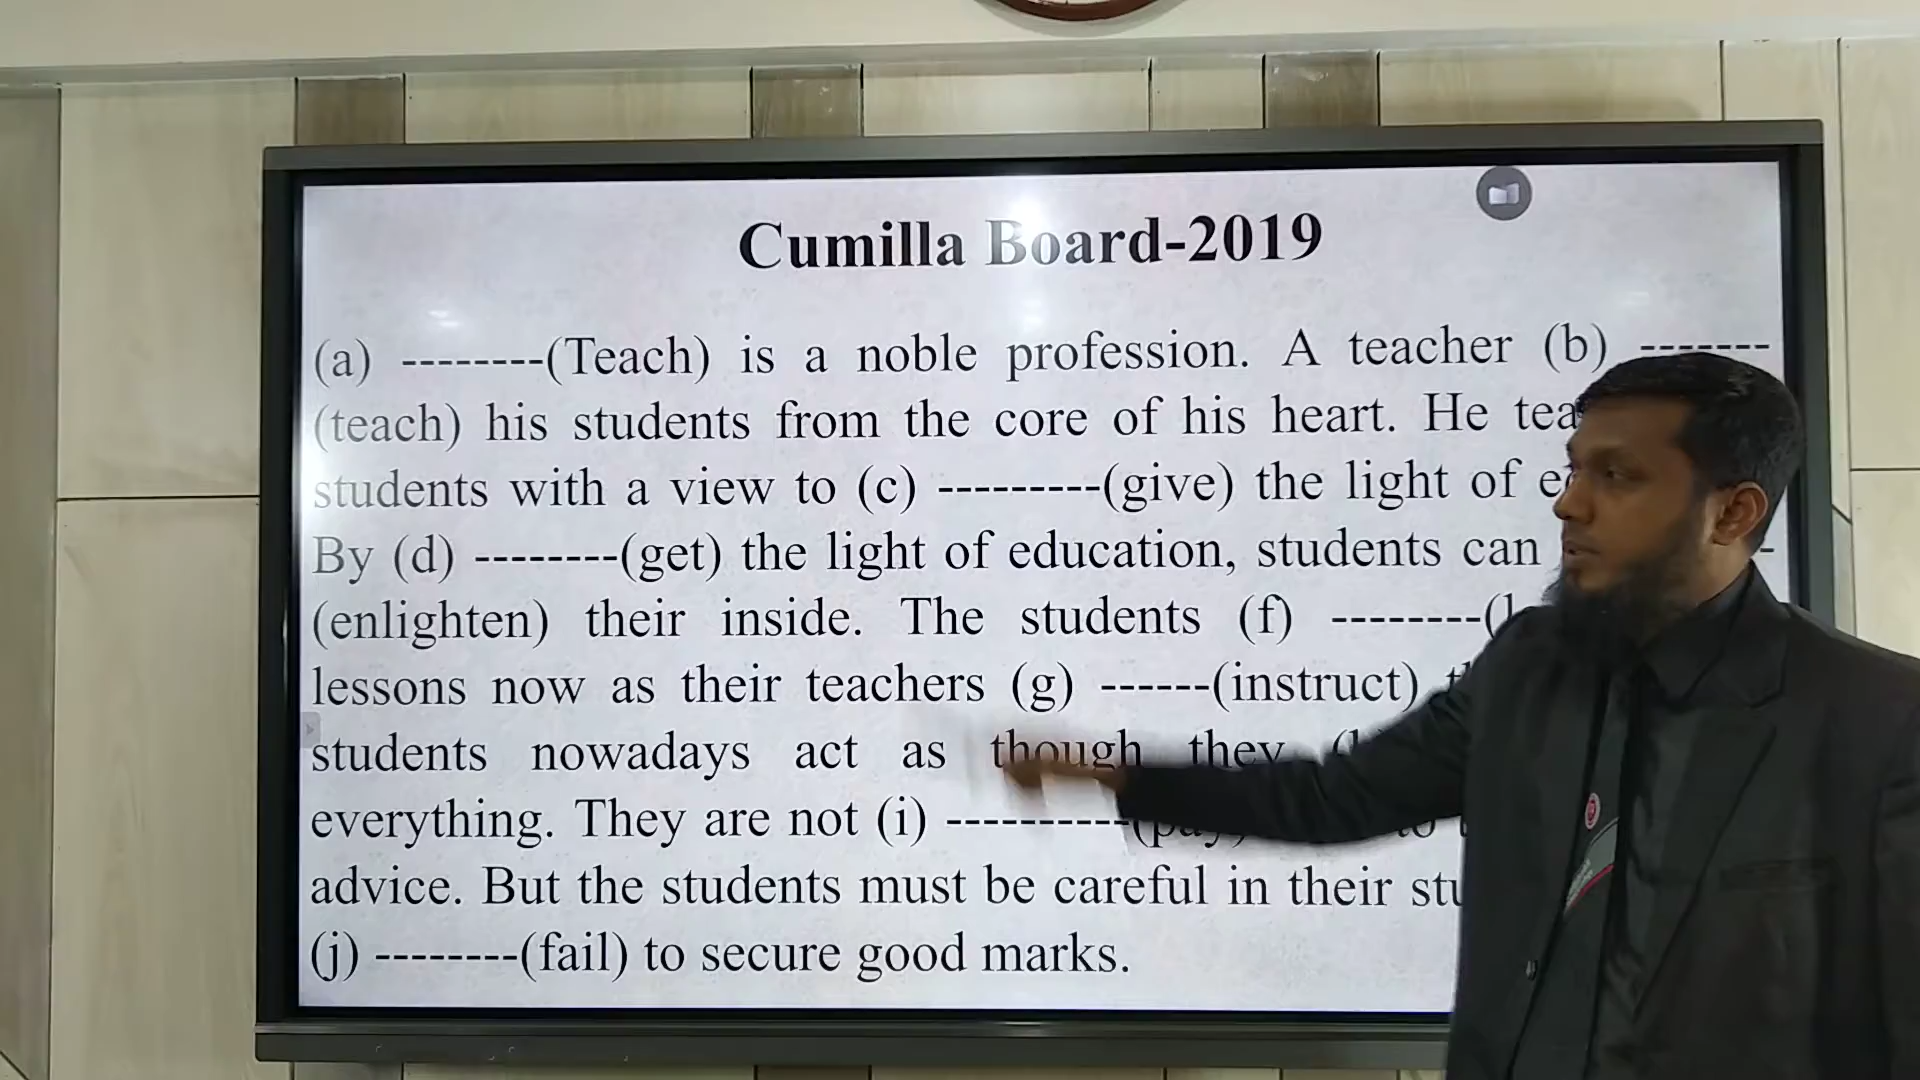 Cumilla Board-2019
(a) --------(Teach) is a noble profession. A teacher (b) -------
(teach) his students from the core of his heart. He
students with a view to (c) ---------(give) the light of
By (d) --------(get) the light of education, students can
(enlighten) their inside. The students (f) --------
lessons now as their teachers (g) ------(instruct)
students nowadays act as though they
everything. They are not (i) ----------(pay) to
advice. But the students must be careful in their
(j) --------(fail) to secure good marks.